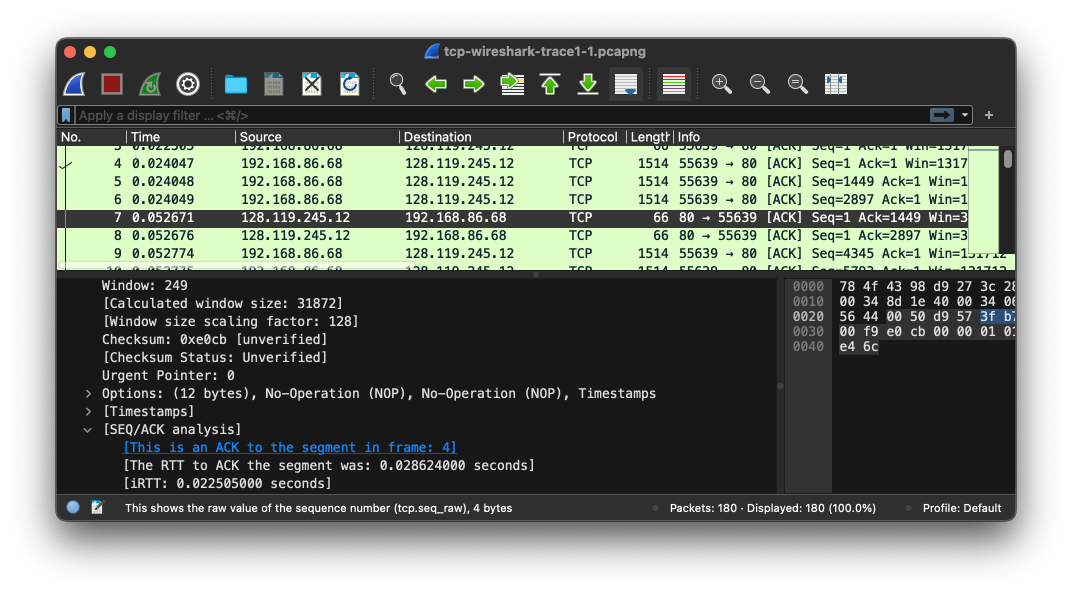 tcp-wireshark-trace1-1.pcapng
Apply a display filter ... <⌘/>
No. Time Source Destination Protocol Length Info
3 0.022505 192.168.86.68 128.119.245.12 TCP 66 55639 → 80 [ACK] Seq=1 Ack=1 Win=1317
4 0.024047 192.168.86.68 128.119.245.12 TCP 1514 55639 → 80 [ACK] Seq=1 Ack=1 Win=1317
5 0.024048 192.168.86.68 128.119.245.12 TCP 1514 55639 → 80 [ACK] Seq=1449 Ack=1 Win=1
6 0.024049 192.168.86.68 128.119.245.12 TCP 1514 55639 → 80 [ACK] Seq=2897 Ack=1 Win=1
7 0.052671 128.119.245.12 192.168.86.68 TCP 66 80 → 55639 [ACK] Seq=1 Ack=1449 Win=3
8 0.052676 128.119.245.12 192.168.86.68 TCP 66 80 → 55639 [ACK] Seq=1 Ack=2897 Win=3
9 0.052774 192.168.86.68 128.119.245.12 TCP 1514 55639 → 80 [ACK] Seq=4345 Ack=1 Win=131712
10 0.052775 192.168.86.68 128.119.245.12 TCP 1514 55639 → 80 [ACK] Seq=5793 Ack=1 Win=131712
Window: 249
[Calculated window size: 31872]
[Window size scaling factor: 128]
Checksum: 0xe0cb [unverified]
[Checksum Status: Unverified]
Urgent Pointer: 0
Options: (12 bytes), No-Operation (NOP), No-Operation (NOP), Timestamps
[Timestamps]
[SEQ/ACK analysis]
[This is an ACK to the segment in frame: 4]
[The RTT to ACK the segment was: 0.028624000 seconds]
[iRTT: 0.022505000 seconds]
0000 78 4f 43 98 d9 27 3c 28
0010 00 34 8d 1e 40 00 34 06
0020 56 44 00 50 d9 57 3f b7
0030 00 f9 e0 cb 00 00 01 01
0040 e4 6c
This shows the raw value of the sequence number (tcp.seq_raw), 4 bytes
Packets: 180 · Displayed: 180 (100.0%)
Profile: Default